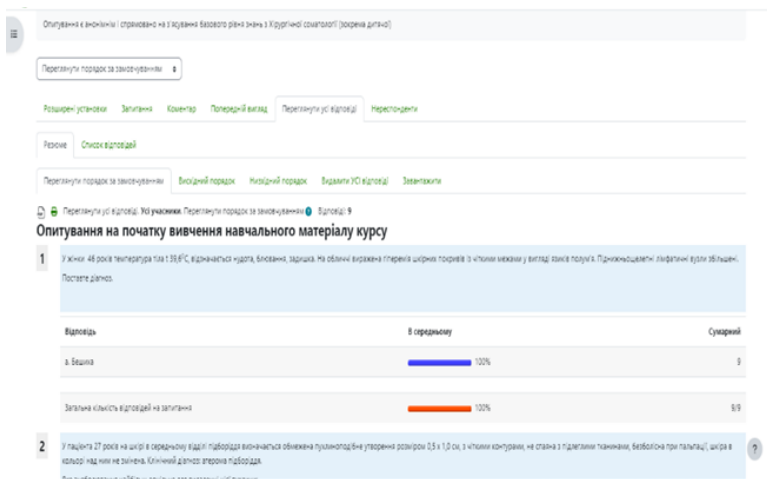 Опитування є анонімнім і спрямовано на з'ясування базового рівня знань з Хірургічної соматології (зокрема дитячої)
Переглянути порядок за замовчуванням
Розширені установки Запитання Коментар Попередній вигляд Переглянути усі відповіді Нереспонденти
Резюме Список відповідей
Переглянути порядок за замовчуванням Висхідний порядок Низхідний порядок Видалити УСІ відповіді Завантажити
Переглянути усі відповіді. Усі учасники. Переглянути порядок за замовчуванням Відповіді: 9
Опитування на початку вивчення навчального матеріалу курсу
1 У жінки 46 років температура тіла t 39,6⁰С, відзначається нудота, блювання, задишка. На обличчі виражена гіперемія шкірних покривів із чіткими межами у вигляді язиків полум'я. Піднижньощелепні лімфатичні вузли збільшені.
Поставте діагноз.
Відповідь В середньому Сумарний
a. Бешиха 100% 9
Загальна кількість відповідей на запитання 100% 9/9
2 У пацієнта 27 років на шкірі в середньому відділі підборіддя визначається обмежена пухлиноподібне утворення розміром 0,5 х 1,0 см, з чіткими контурами, не спаяна з підлеглими тканинами, безболісна при пальпації, шкіра в
кольорі над ним не змінена. Клінічний діагноз: атерома підборіддя.
?